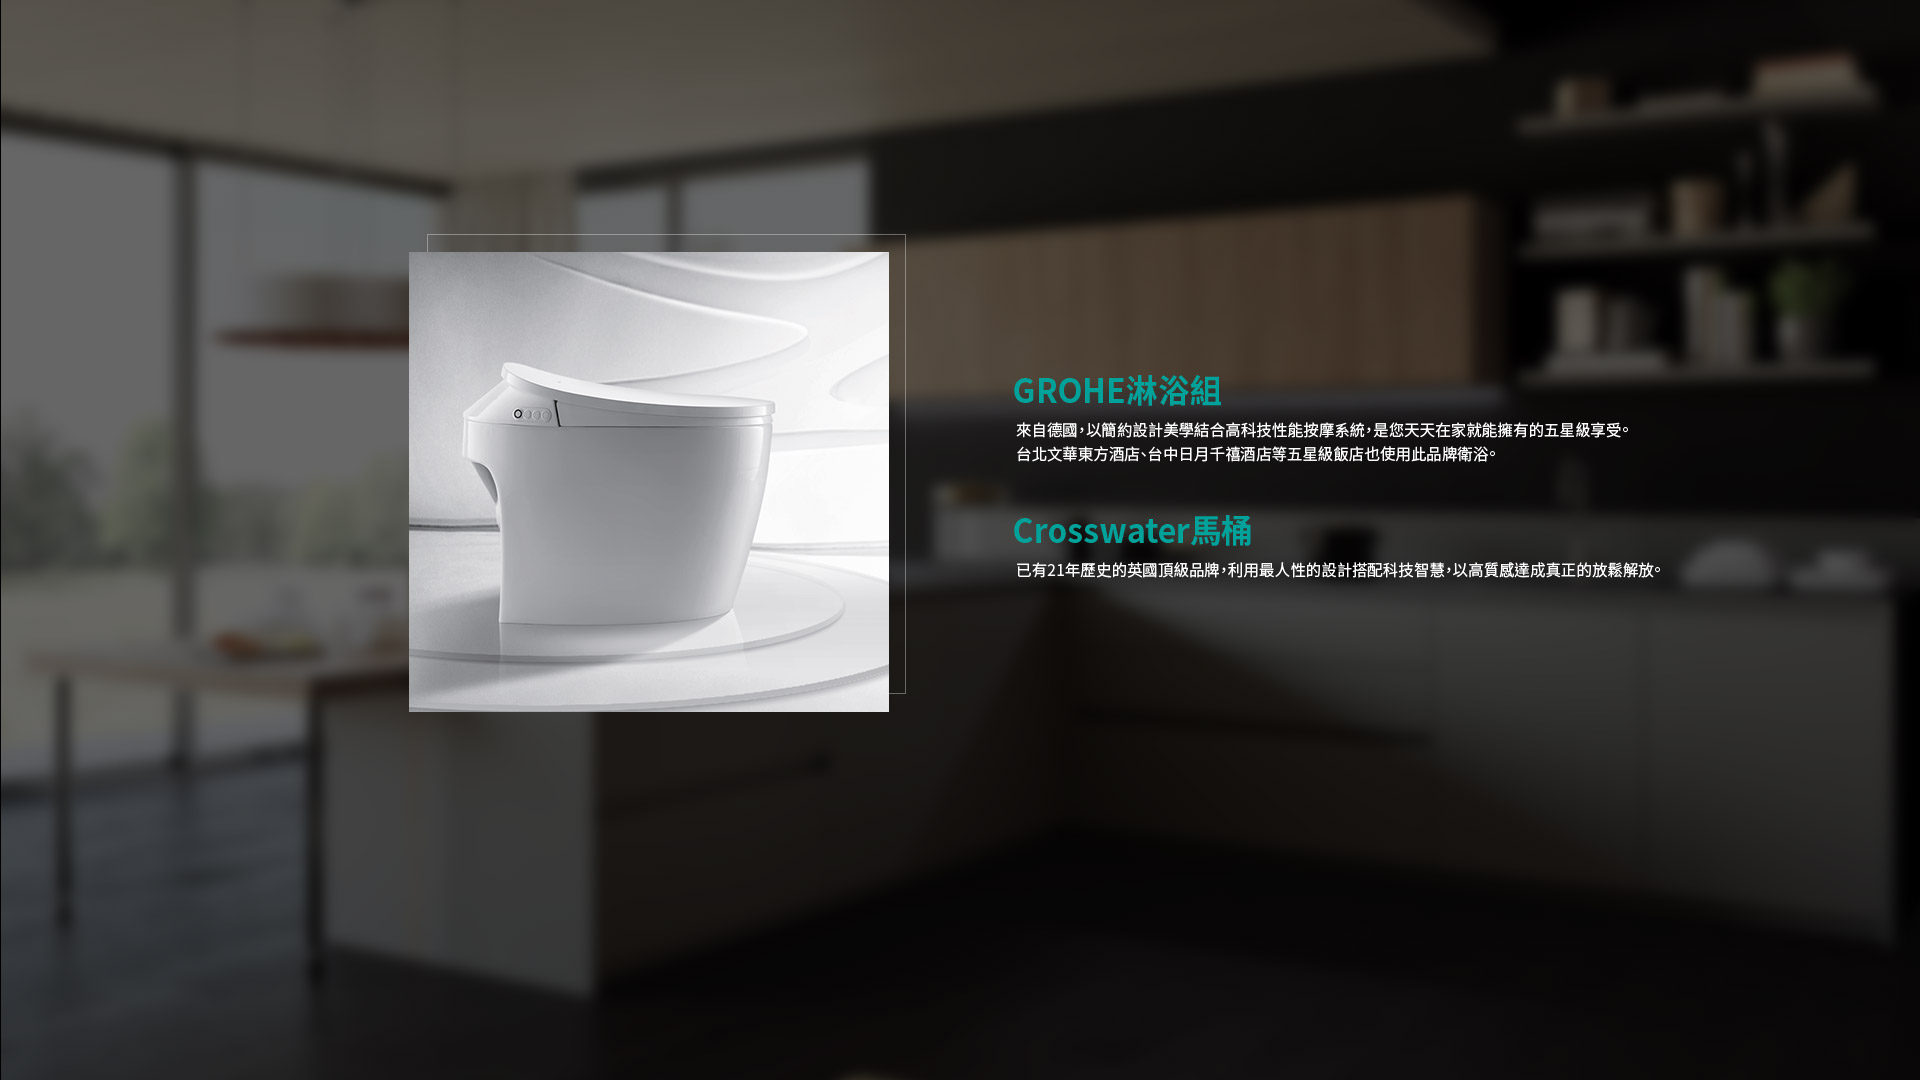 GROHE淋浴組
來自德國，以簡約設計美學結合高科技性能按摩系統，是您天天在家就能擁有的五星級享受。
台北文華東方酒店、台中日月千禧酒店等五星級飯店也使用此品牌衛浴。
Crosswater馬桶
已有21年歷史的英國頂級品牌，利用最人性的設計搭配科技智慧，以高質感達成真正的放鬆解放。